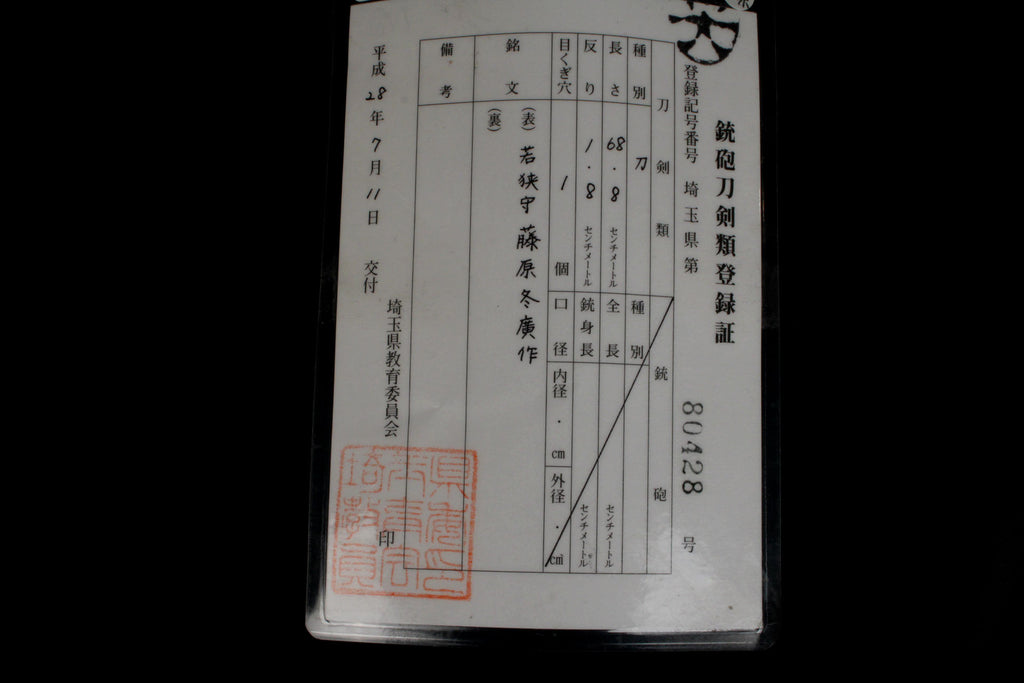 銃砲刀剣類登録証
登録記号番号 埼玉県第 80428 号
刀剣類 銃砲
種別 刀 種別
長さ 68.8 センチメートル 全長 センチメートル
反り 1.8 センチメートル 銃身長 センチメートル
目くぎ穴 1 個 口径 内径 . cm 外径 . cm
銘文 (表) 若狭守藤原冬廣作
(裏)
備考
平成28年7月11日 交付
埼玉県教育委員会 印